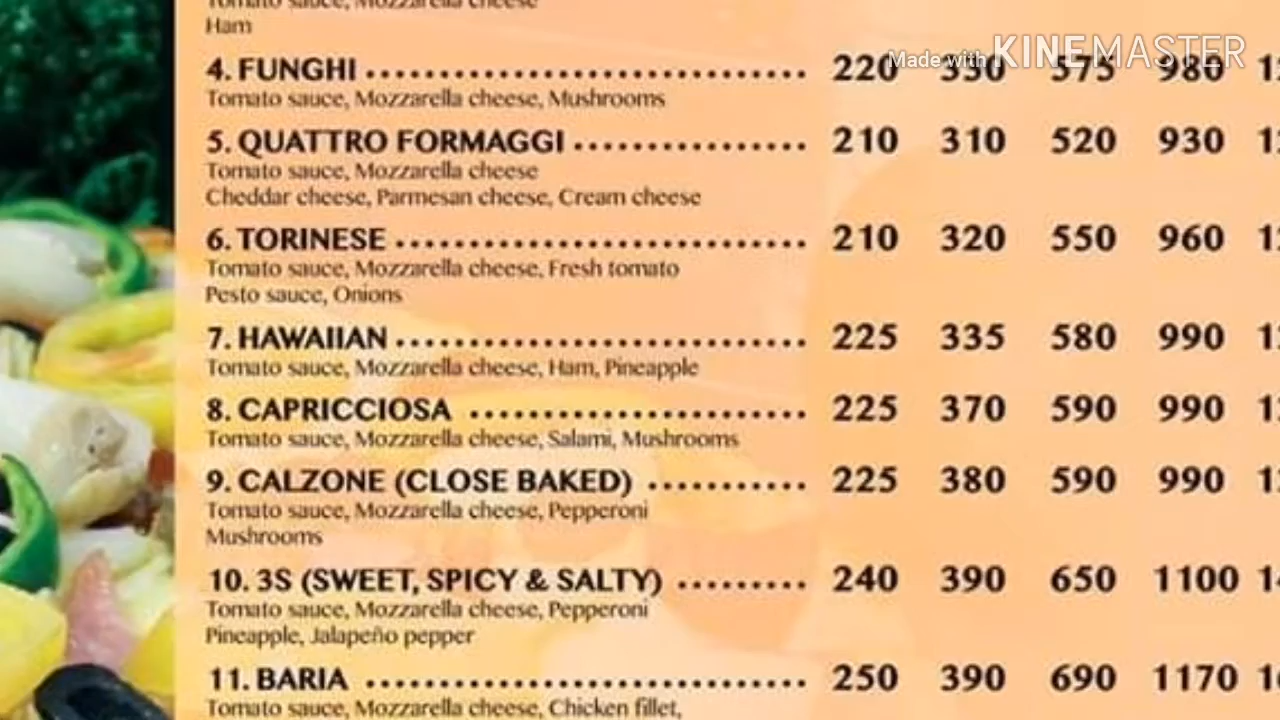 Tomato sauce, Mozzarella cheese
Ham
Made with KINEMASTER
4. FUNGHI 220 330 575 980
Tomato sauce, Mozzarella cheese, Mushrooms
5. QUATTRO FORMAGGI 210 310 520 930
Tomato sauce, Mozzarella cheese
Cheddar cheese, Parmesan cheese, Cream cheese
6. TORINESE 210 320 550 960
Tomato sauce, Mozzarella cheese, Fresh tomato
Pesto sauce, Onions
7. HAWAIIAN 225 335 580 990
Tomato sauce, Mozzarella cheese, Ham, Pineapple
8. CAPRICCIOSA 225 370 590 990
Tomato sauce, Mozzarella cheese, Salami, Mushrooms
9. CALZONE (CLOSE BAKED) 225 380 590 990
Tomato sauce, Mozzarella cheese, Pepperoni
Mushrooms
10. 3S (SWEET, SPICY & SALTY) 240 390 650 1100
Tomato sauce, Mozzarella cheese, Pepperoni
Pineapple, Jalapeño pepper
11. BARIA 250 390 690 1170
Tomato sauce, Mozzarella cheese, Chicken fillet,